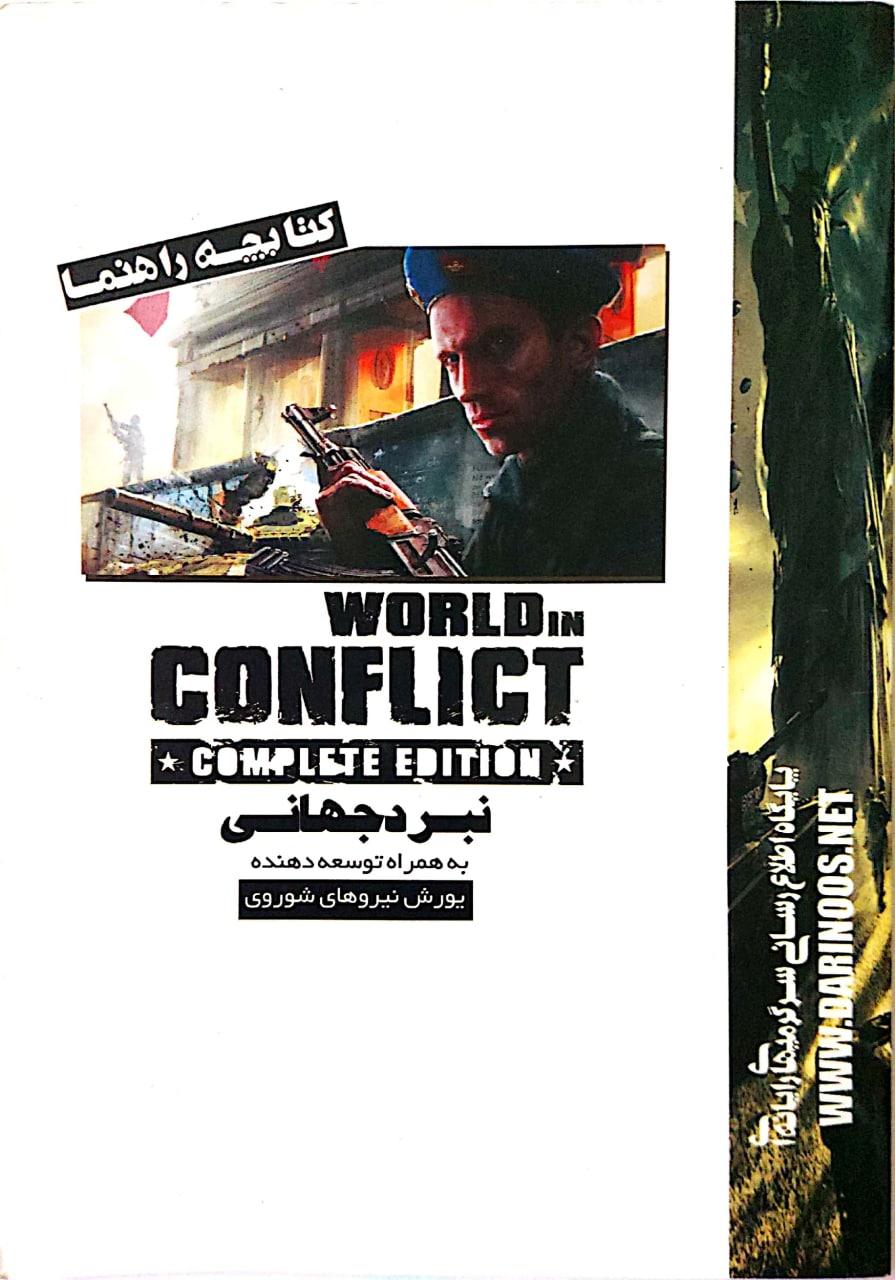 کتابچه راهنما
WORLD IN
CONFLICT
COMPLETE EDITION
نبرد جهانی
به همراه توسعه دهنده
یورش نیروهای شوروی
پایگاه اطلاع رسانی سرگرمیهای رایانه‌ای
WWW.DARINOOS.NET